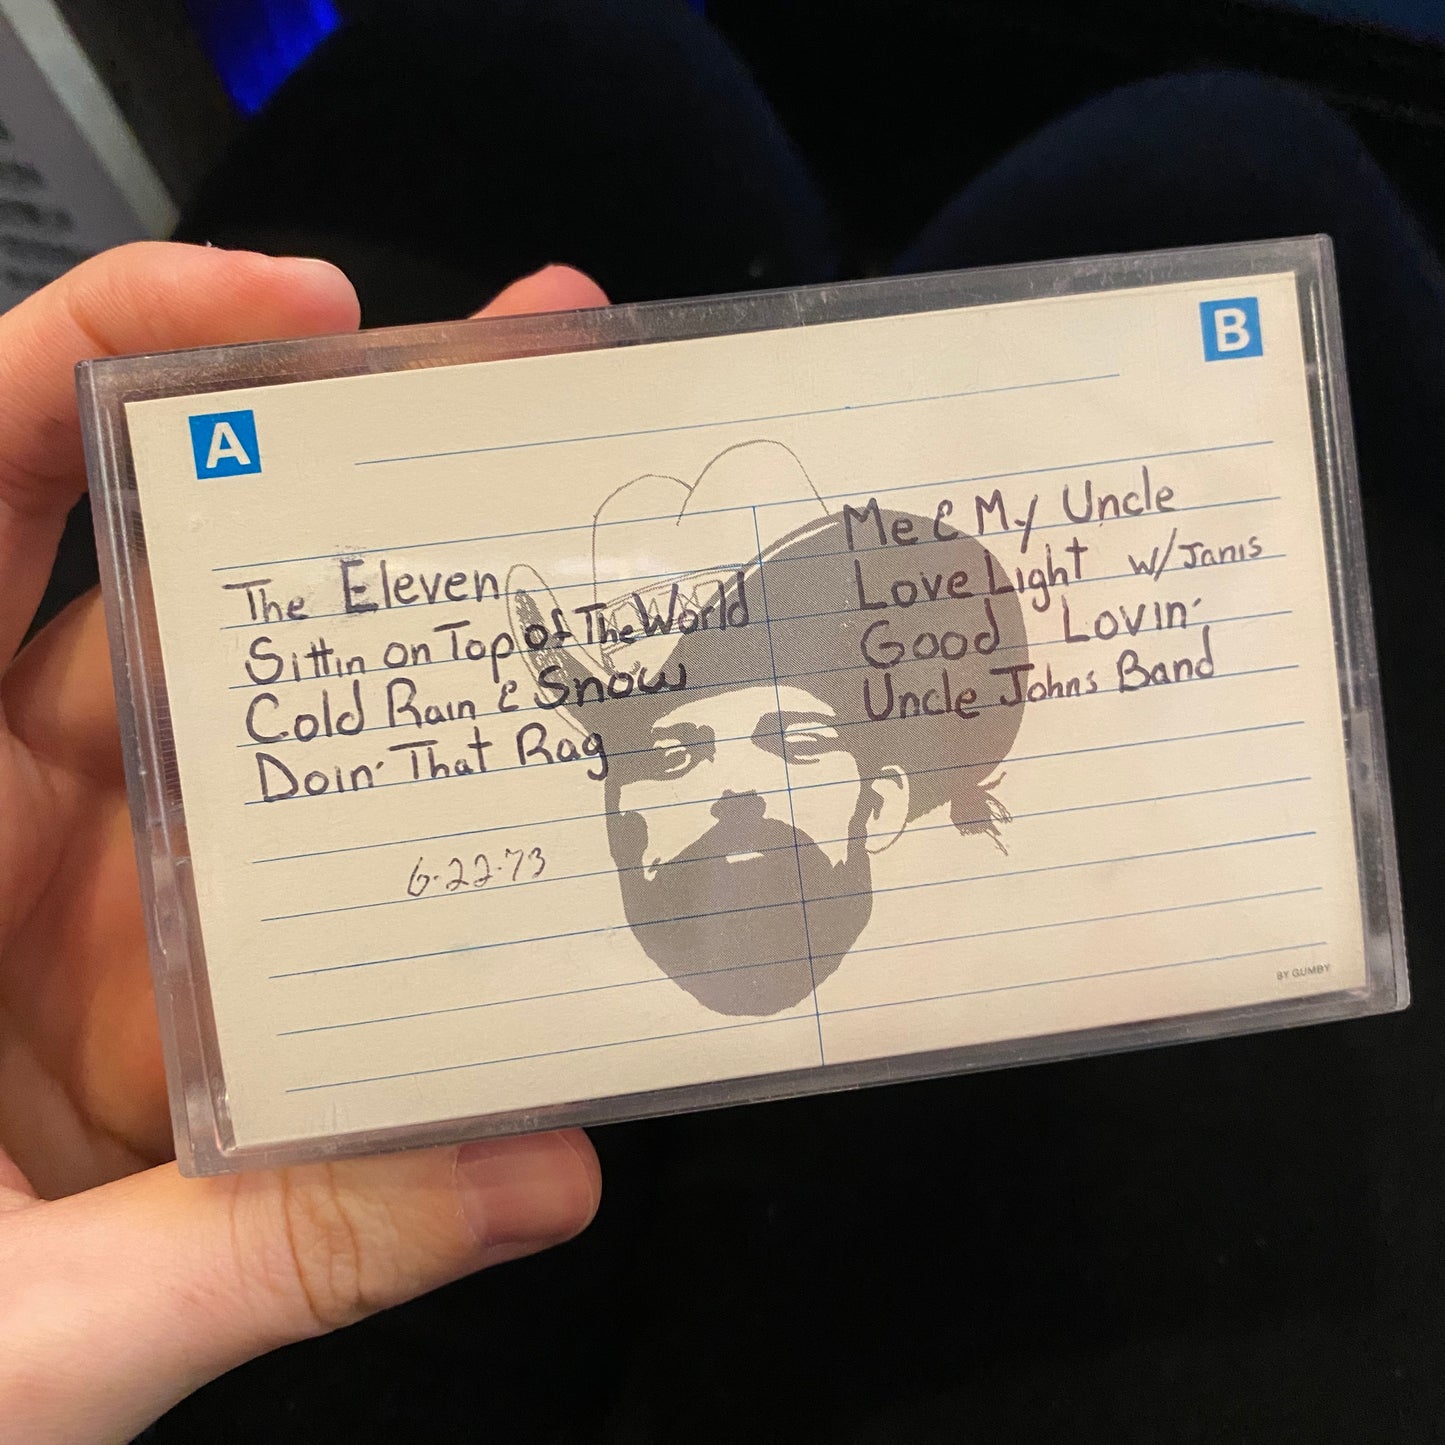 A
B
The Eleven
Sittin on Top of The World
Cold Rain & Snow
Doin' That Rag
6-22-73
Me & My Uncle
Love Light w/Janis
Good Lovin'
Uncle Johns Band
BY GUMBY